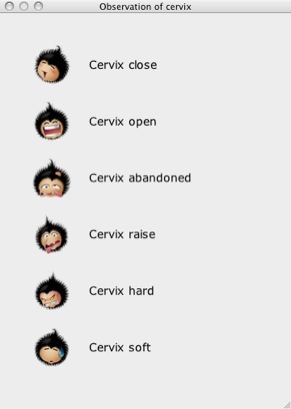 Observation of cervix
Cervix close
Cervix open
Cervix abandoned
Cervix raise
Cervix hard
Cervix soft